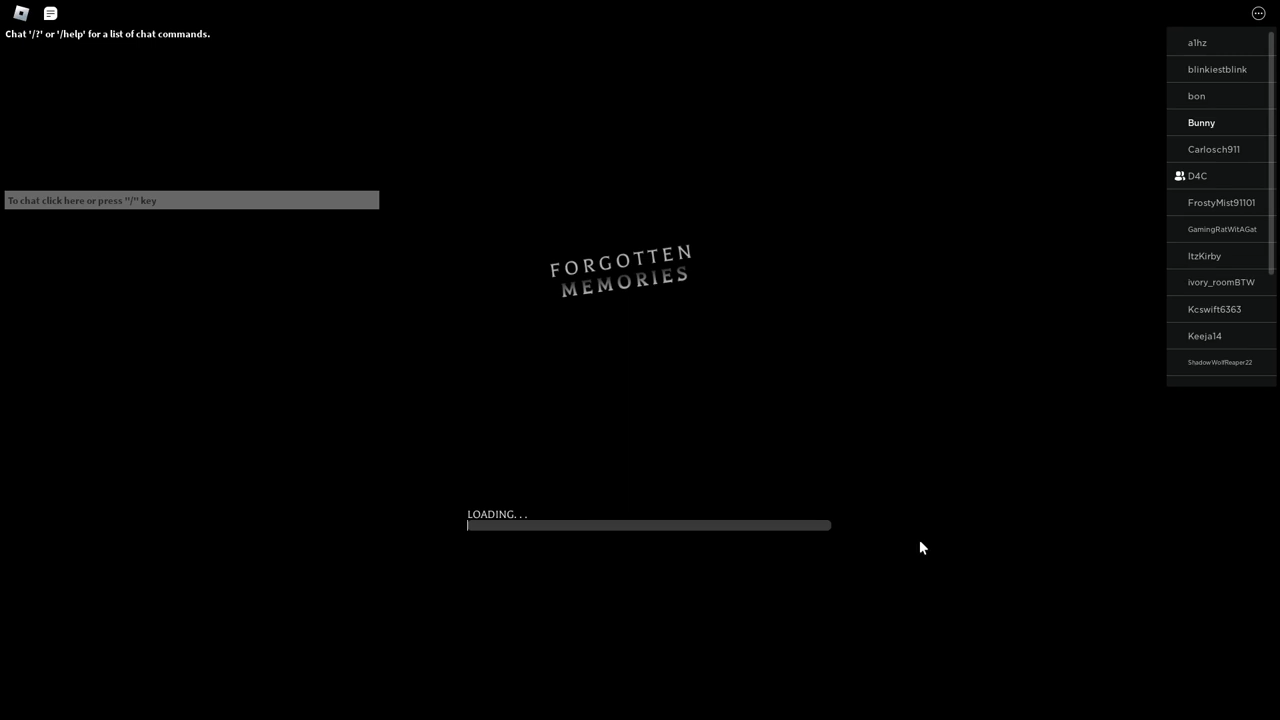 Chat '/?' or '/help' for a list of chat commands.
To chat click here or press "/" key
FORGOTTEN
MEMORIES
LOADING. . .
a1hz
blinkiestblink
bon
Bunny
Carlosch911
D4C
FrostyMist91101
GamingRatWitAGat
ItzKirby
ivory_roomBTW
Kcswift6363
Keeja14
ShadowWolfReaper22